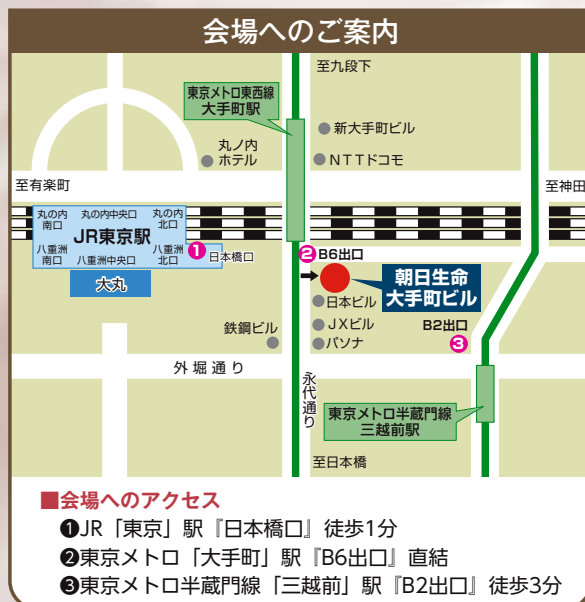 会場へのご案内
至九段下
東京メトロ東西線
大手町駅
新大手町ビル
丸ノ内
ホテル
NTTドコモ
至有楽町
至神田
丸の内
南口
丸の内中央口
丸の内
北口
JR東京駅
八重洲
南口
八重洲中央口
八重洲
北口
❶
日本橋口
大丸
❷B6出口
朝日生命
大手町ビル
日本ビル
鉄鋼ビル
JXビル
B2出口
パソナ
❸
外堀通り
永代通り
東京メトロ半蔵門線
三越前駅
至日本橋
■会場へのアクセス
❶JR「東京」駅『日本橋口』徒歩1分
❷東京メトロ「大手町」駅『B6出口』直結
❸東京メトロ半蔵門線「三越前」駅『B2出口』徒歩3分